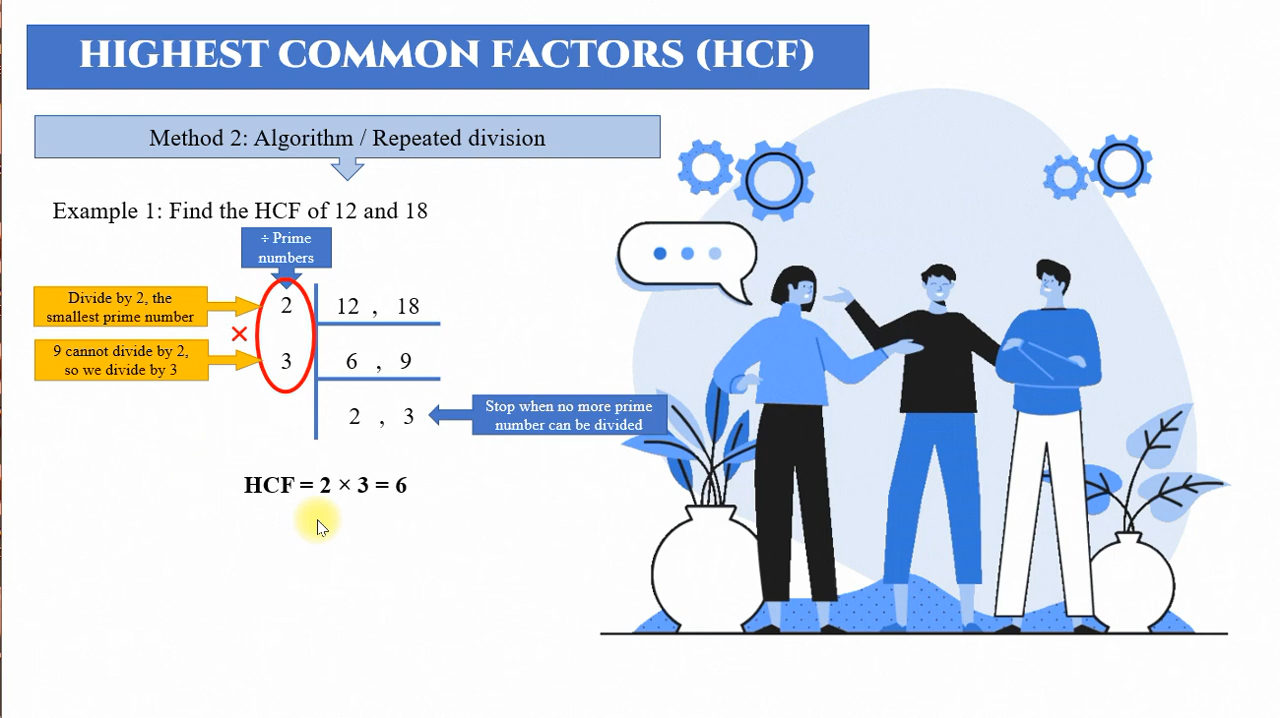 HIGHEST COMMON FACTORS (HCF)
Method 2: Algorithm / Repeated division
Example 1: Find the HCF of 12 and 18
÷ Prime
numbers
Divide by 2, the
smallest prime number
2 12 , 18
×
9 cannot divide by 2,
so we divide by 3
3 6 , 9
2 , 3
Stop when no more prime
number can be divided
HCF = 2 × 3 = 6